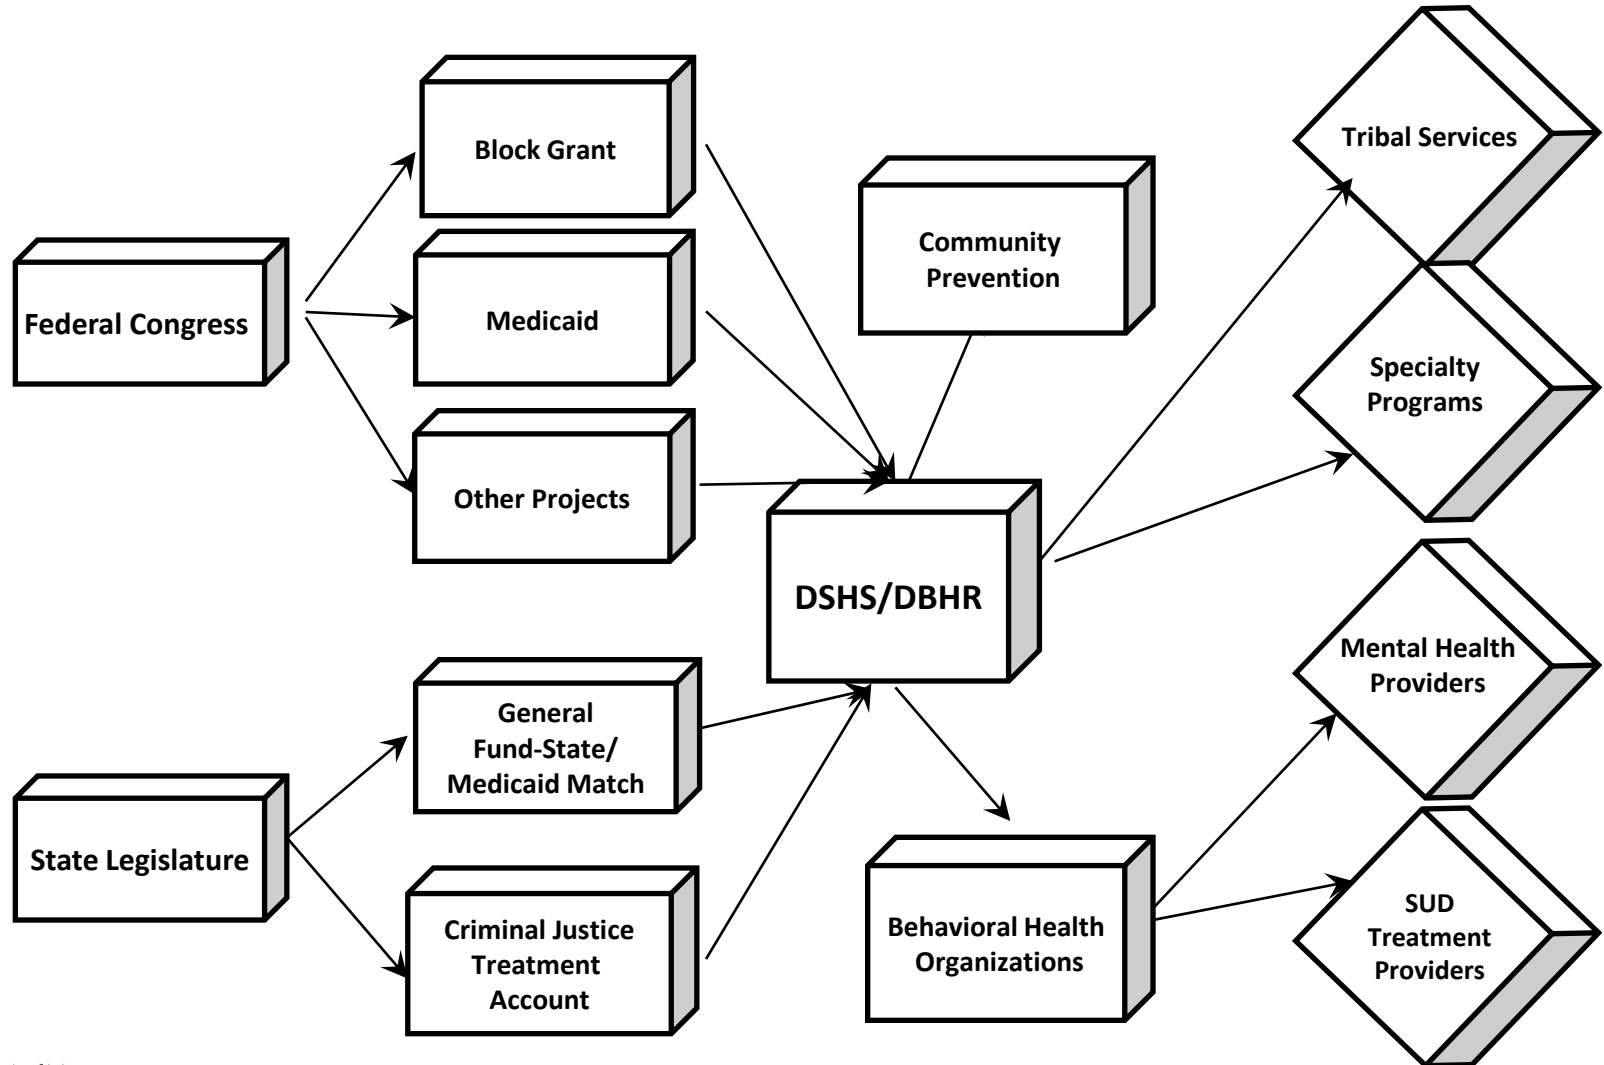 Block Grant
Tribal Services
Community
Prevention
Federal Congress
Medicaid
Specialty
Programs
Other Projects
DSHS/DBHR
Mental Health
Providers
General
Fund-State/
Medicaid Match
State Legislature
Criminal Justice
Treatment
Account
Behavioral Health
Organizations
SUD
Treatment
Providers